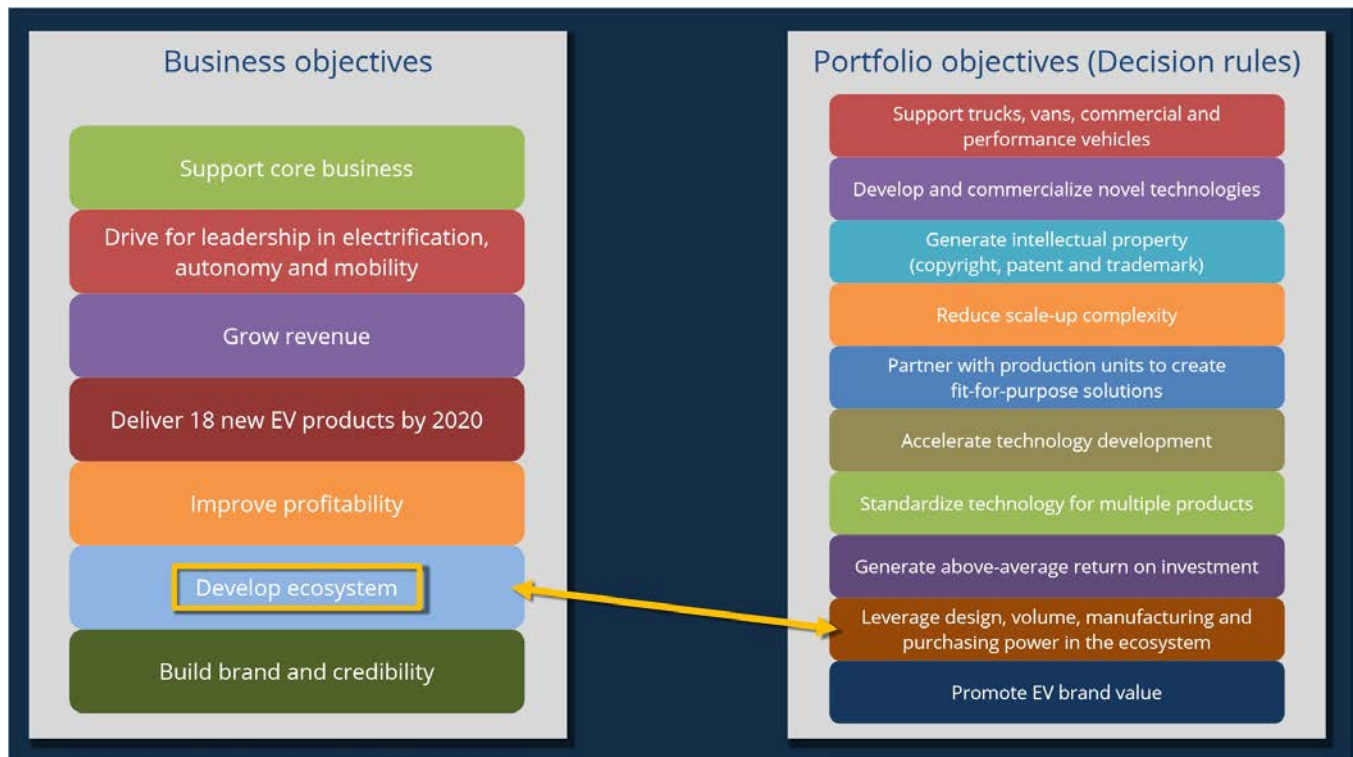 Business objectives
Support core business
Drive for leadership in electrification,
autonomy and mobility
Grow revenue
Deliver 18 new EV products by 2020
Improve profitability
Develop ecosystem
Build brand and credibility
Portfolio objectives (Decision rules)
Support trucks, vans, commercial and
performance vehicles
Develop and commercialize novel technologies
Generate intellectual property
(copyright, patent and trademark)
Reduce scale-up complexity
Partner with production units to create
fit-for-purpose solutions
Accelerate technology development
Standardize technology for multiple products
Generate above-average return on investment
Leverage design, volume, manufacturing and
purchasing power in the ecosystem
Promote EV brand value